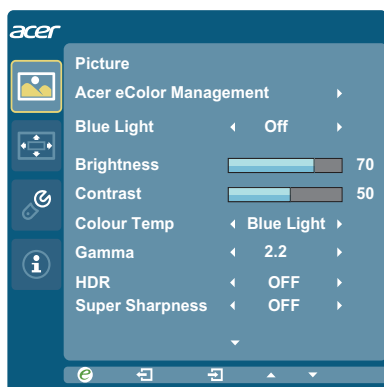 acer
Picture
Acer eColor Management
Blue Light Off
Brightness 70
Contrast 50
Colour Temp Blue Light
Gamma 2.2
HDR OFF
Super Sharpness OFF
e